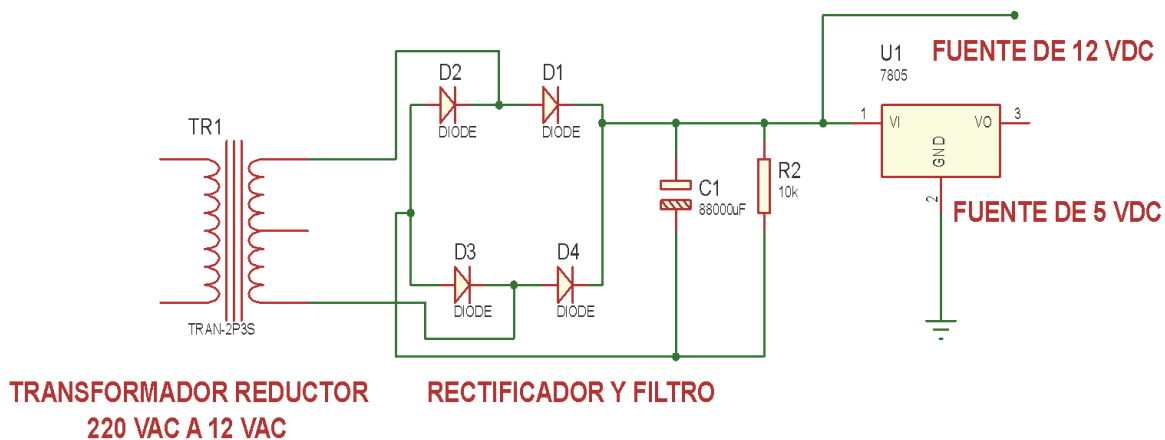 FUENTE DE 12 VDC
U1
7805
D2
D1
DIODE
DIODE
TR1
1
VI
VO
3
GND
2
R2
10k
C1
88000uF
FUENTE DE 5 VDC
D3
D4
DIODE
DIODE
TRAN-2P3S
TRANSFORMADOR REDUCTOR
220 VAC A 12 VAC
RECTIFICADOR Y FILTRO